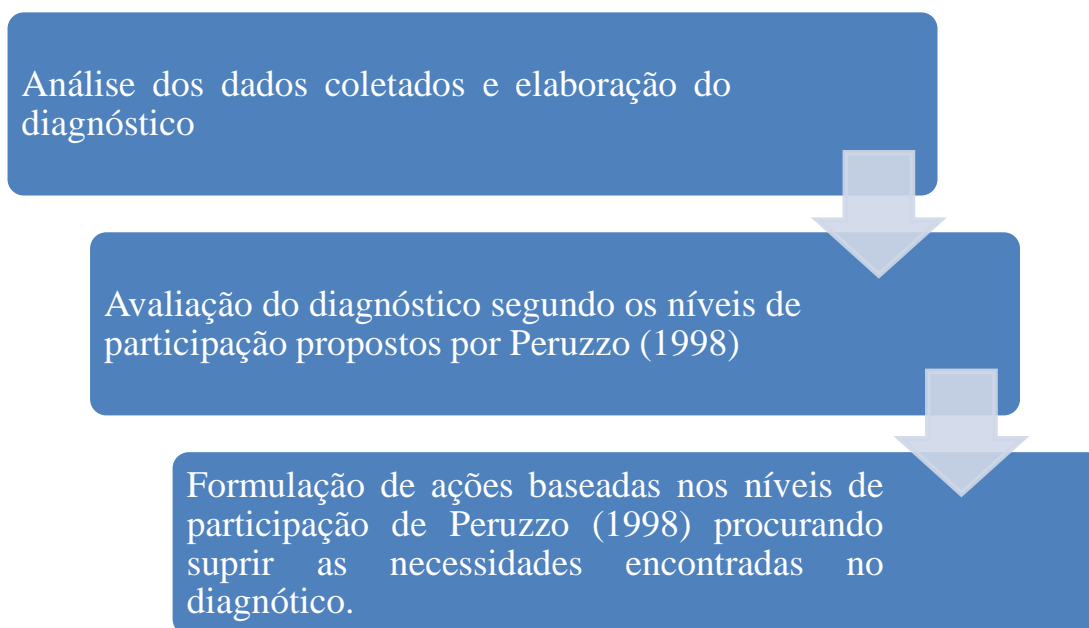 Análise dos dados coletados e elaboração do
diagnóstico
Avaliação do diagnóstico segundo os níveis de
participação propostos por Peruzzo (1998)
Formulação de ações baseadas nos níveis de
participação de Peruzzo (1998) procurando
suprir as necessidades encontradas no
diagnótico.